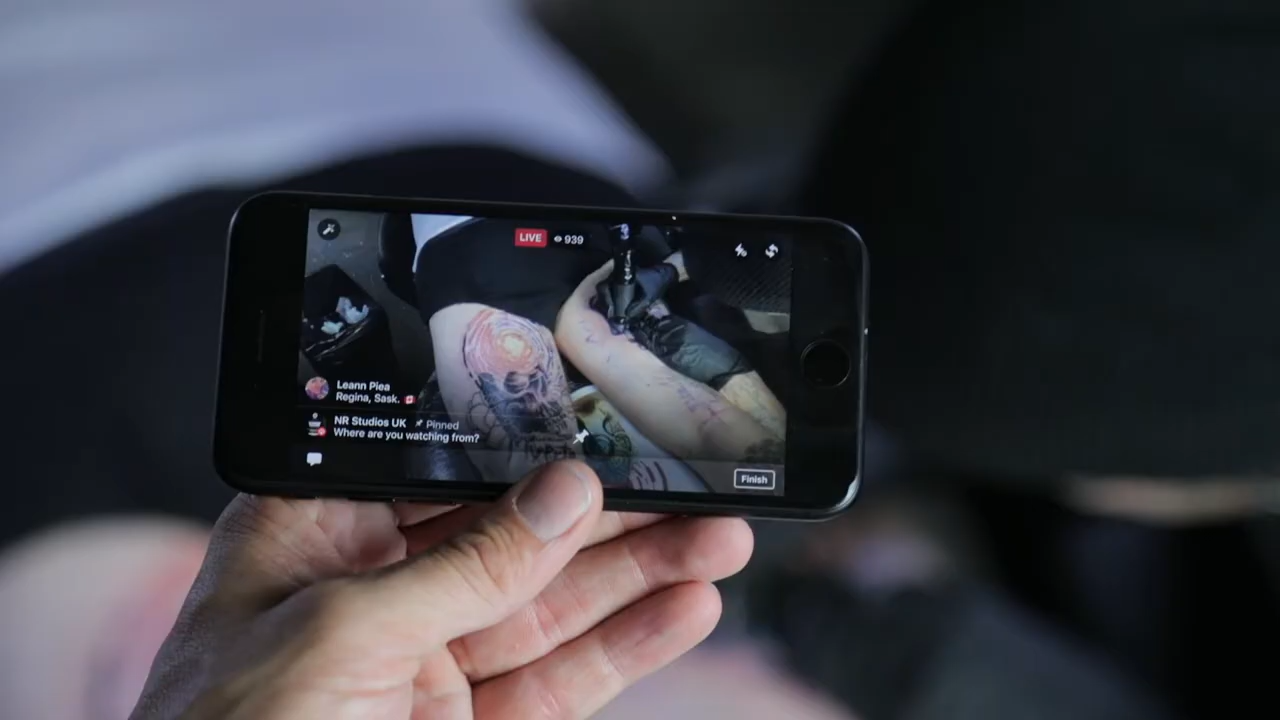 LIVE 939
Leann Piea
Regina, Sask.
NR Studios UK Pinned
Where are you watching from?
Finish